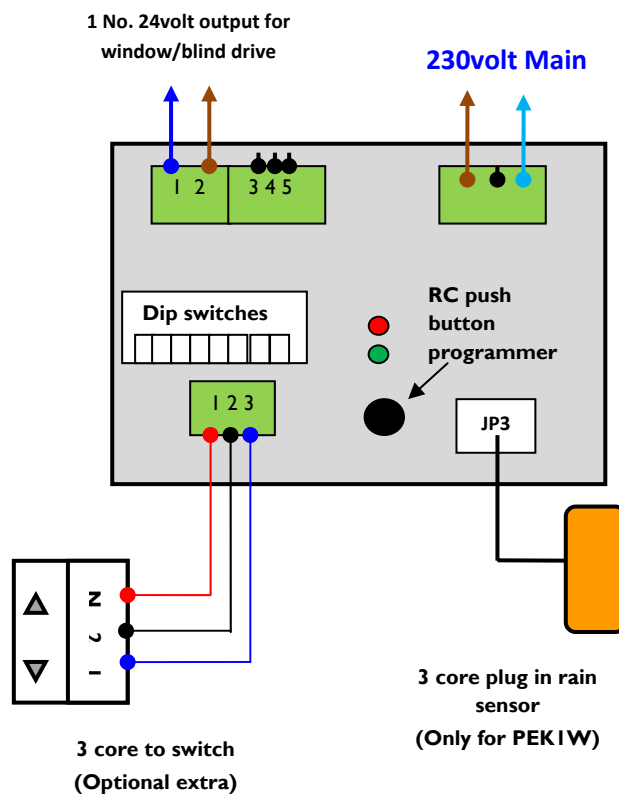 1 No. 24volt output for
window/blind drive
230volt Main
1 2
3 4 5
Dip switches
RC push
button
programmer
1 2 3
JP3
N
2
1
3 core plug in rain
sensor
(Only for PEK1W)
3 core to switch
(Optional extra)